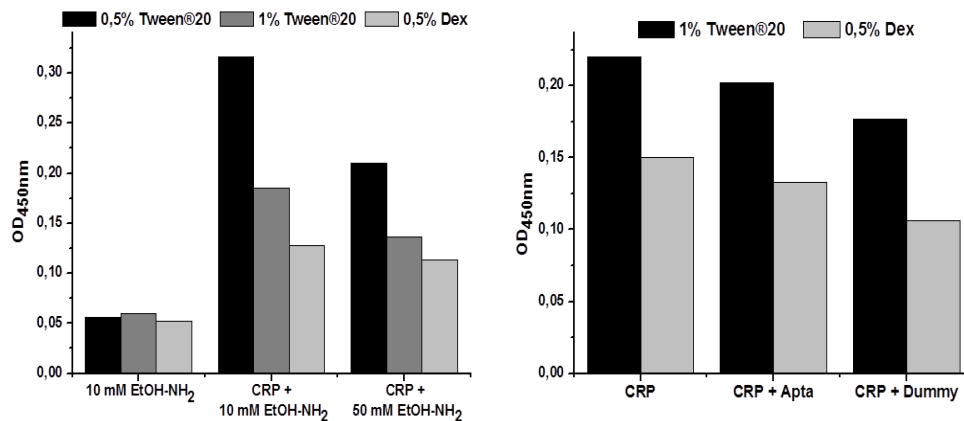 0,5% Tween®20 1% Tween®20 0,5% Dex
0,30
0,25
0,20
0,15
0,10
0,05
0,00
OD450nm
10 mM EtOH-NH2
CRP +
10 mM EtOH-NH2
CRP +
50 mM EtOH-NH2
1% Tween®20 0,5% Dex
0,20
0,15
0,10
0,05
0,00
OD450nm
CRP
CRP + Apta
CRP + Dummy